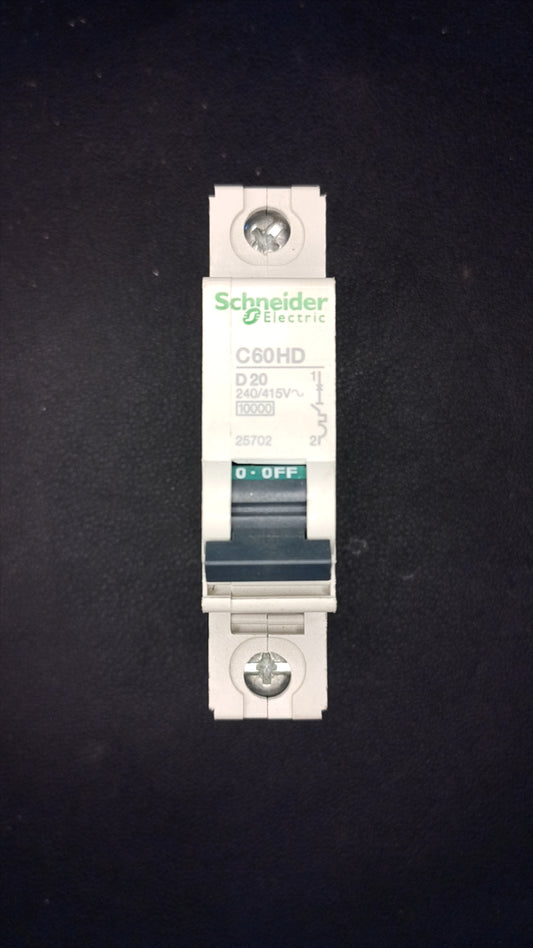 Schneider
Electric
C60HD
D 20
1
240/415V~
10000
25702
2
0 · OFF